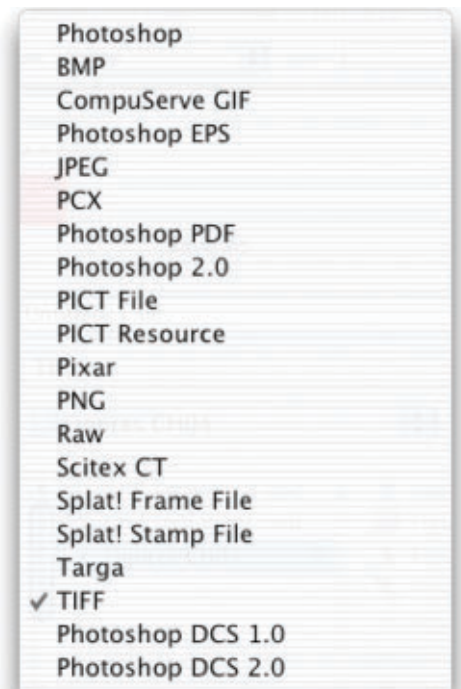 Photoshop
BMP
CompuServe GIF
Photoshop EPS
JPEG
PCX
Photoshop PDF
Photoshop 2.0
PICT File
PICT Resource
Pixar
PNG
Raw
Scitex CT
Splat! Frame File
Splat! Stamp File
Targa
✓ TIFF
Photoshop DCS 1.0
Photoshop DCS 2.0